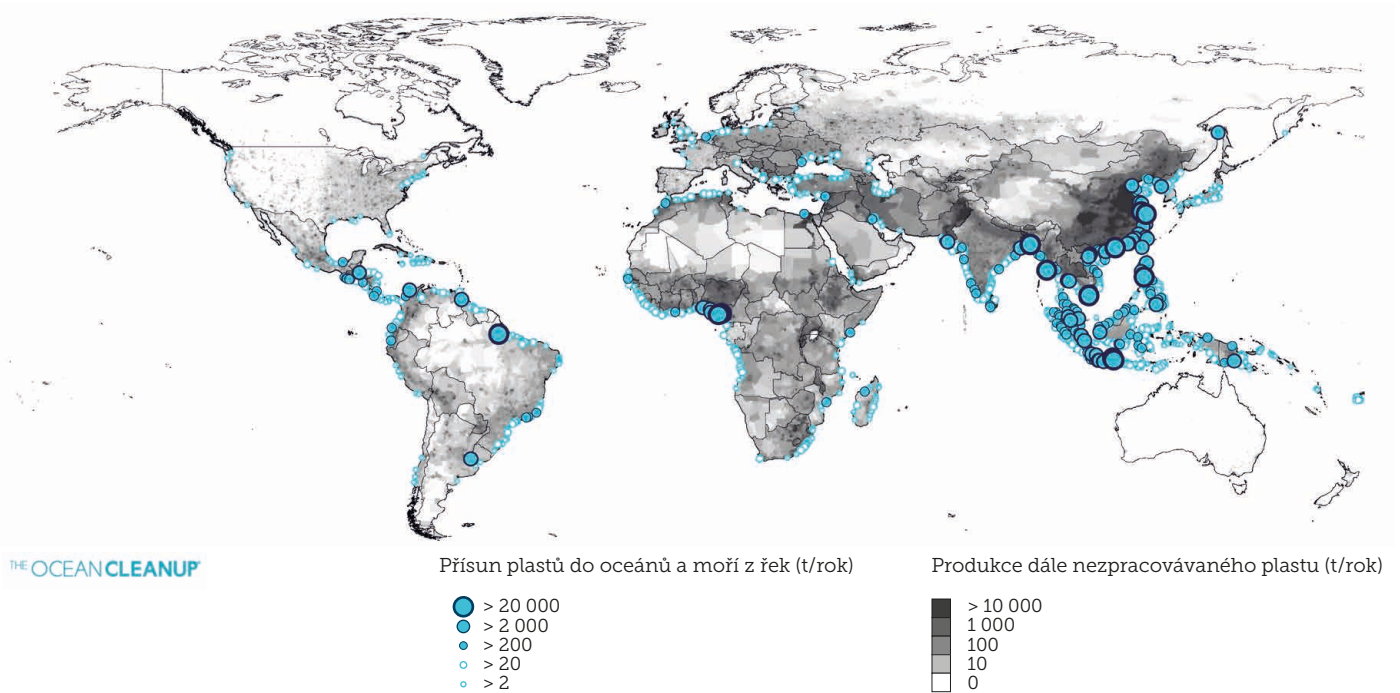 THE OCEAN CLEANUP®
Přísun plastů do oceánů a moří z řek (t/rok)
> 20 000
> 2 000
> 200
> 20
> 2
Produkce dále nezpracovávaného plastu (t/rok)
> 10 000
1 000
100
10
0